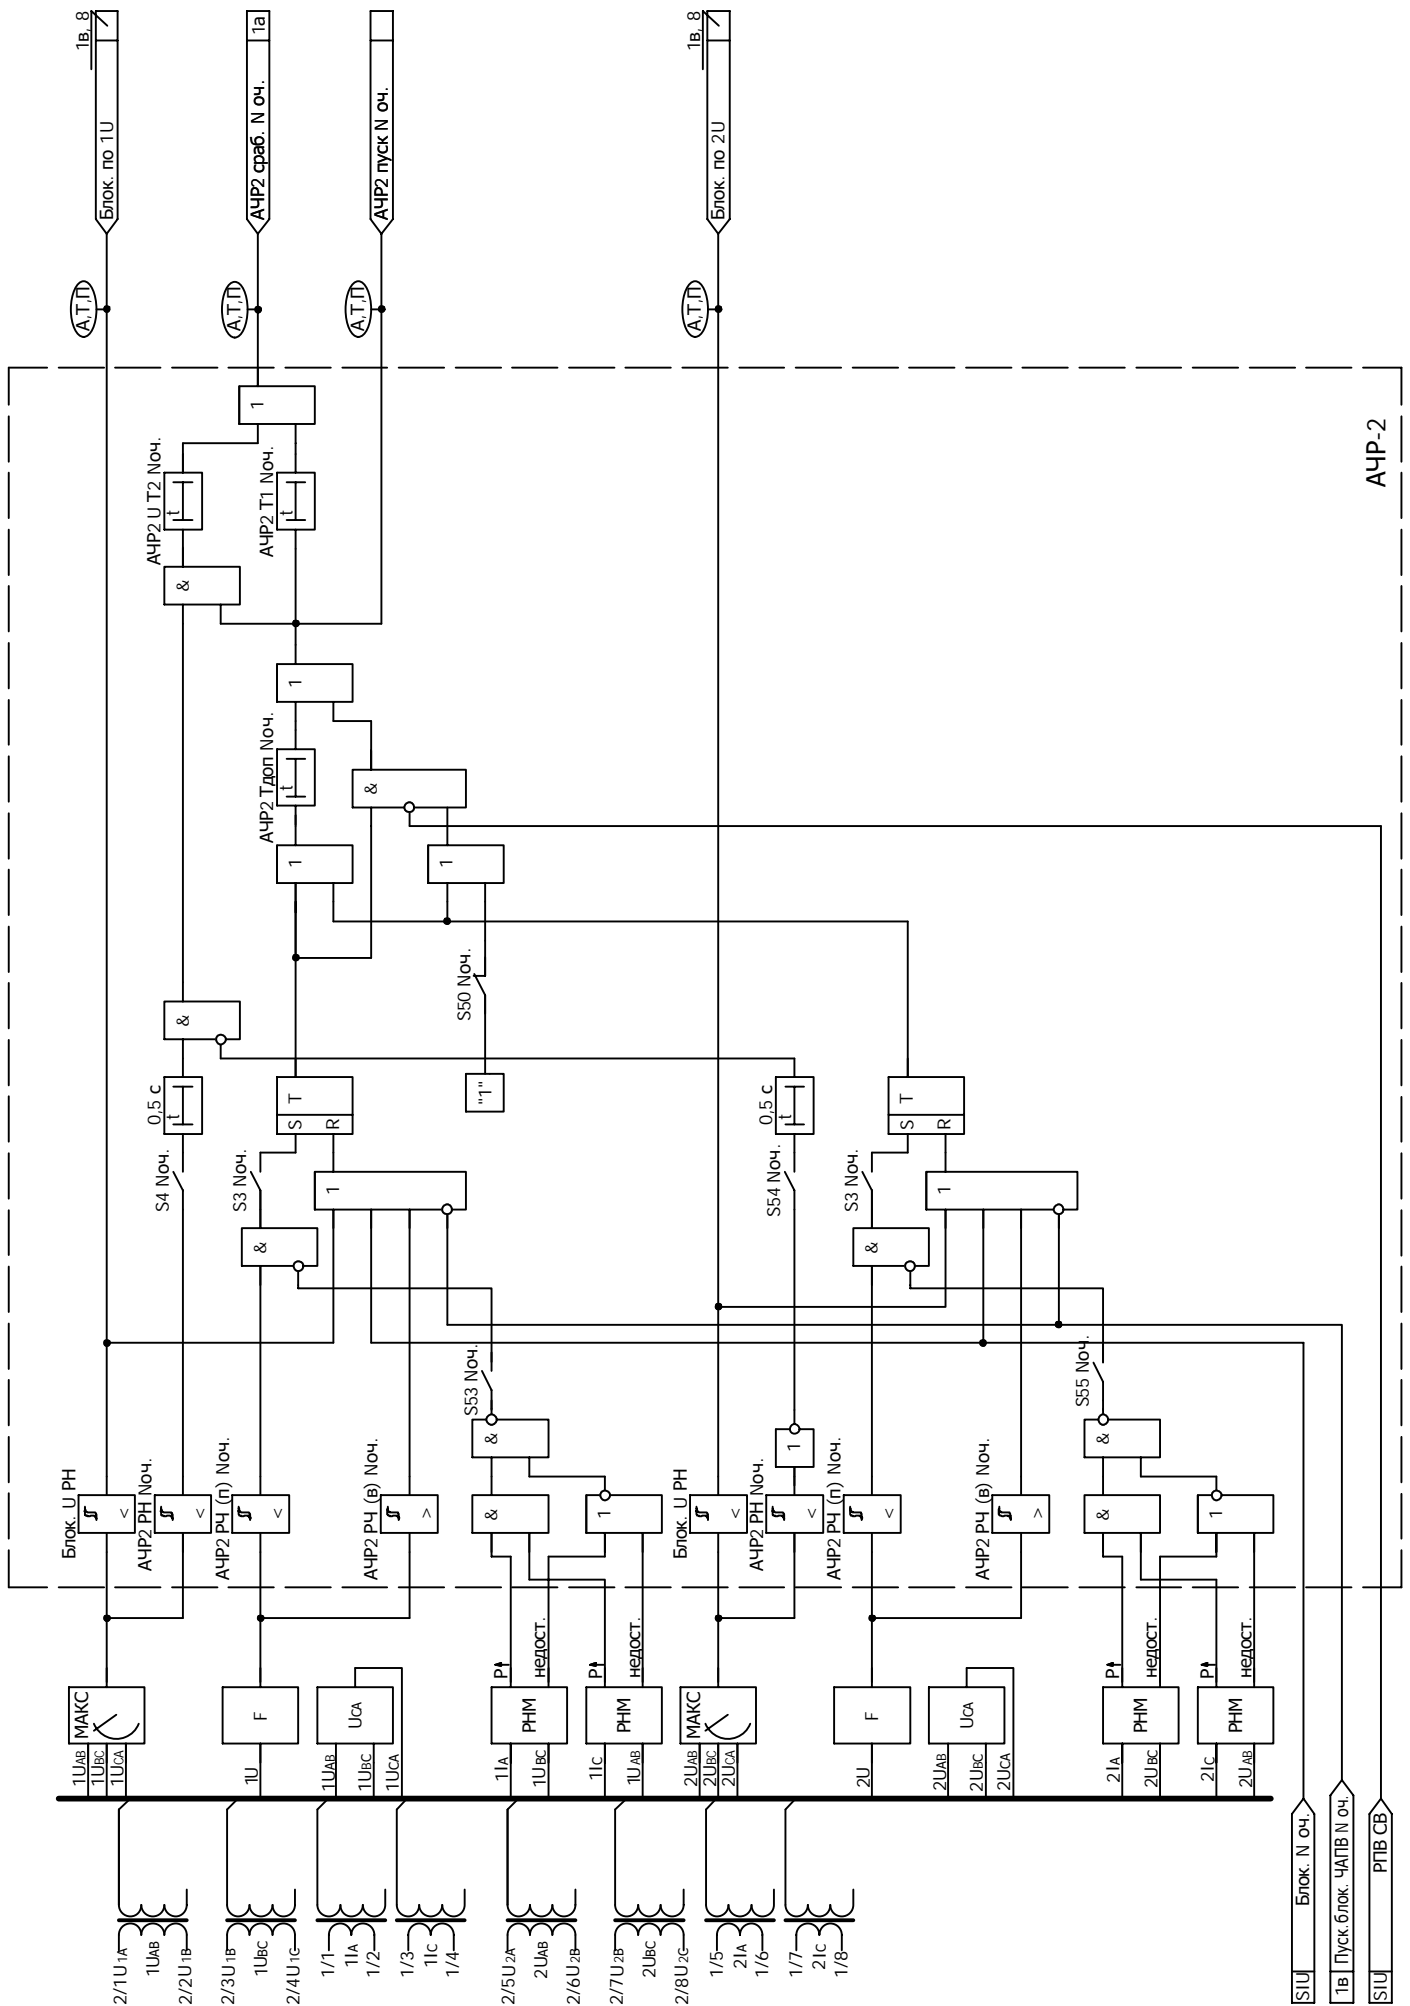 2/1U1A
1UAB
2/2U1B
2/3U1B
1UBC
2/4U1C
1/1
1IA
1/2
1/3
1IC
1/4
2/5U2A
2UAB
2/6U2B
2/7U2B
2UBC
2/8U2C
1/5
2IA
1/6
1/7
2IC
1/8
1UAB
1UBC
1UCA
МАКС
1U
F
1UAB
1UBC
1UCA
UCA
1IA
1UBC
РНМ
P
недост.
1IC
1UAB
РНМ
P
недост.
2UAB
2UBC
2UCA
МАКС
2U
F
2UAB
2UBC
2UCA
UCA
2IA
2UBC
РНМ
P
недост.
2IC
2UAB
РНМ
P
недост.
Блок. U РН
<
АЧР2 РН Nоч.
<
АЧР2 РЧ (п) Nоч.
<
АЧР2 РЧ (в) Nоч.
>
&
1
&
S53 Nоч.
Блок. U РН
<
АЧР2 РН Nоч.
<
1
АЧР2 РЧ (п) Nоч.
<
АЧР2 РЧ (в) Nоч.
>
&
1
&
S55 Nоч.
&
1
S4 Nоч.
S3 Nоч.
0,5 с
t
S
R
T
&
"1"
S50 Nоч.
&
1
S54 Nоч.
S3 Nоч.
0,5 с
t
S
R
T
1
1
АЧР2 Тдоп Nоч.
t
&
1
&
АЧР2 U T2 Nоч.
t
АЧР2 T1 Nоч.
t
1
АЧР-2
А,Т,П
А,Т,П
А,Т,П
А,Т,П
Блок. по 1U
1в, 8
АЧР2 сраб. N оч.
1а
АЧР2 пуск N оч.
Блок. по 2U
1в, 8
SIU
Блок. N оч.
1в
Пуск.блок. ЧАПВ N оч.
SIU
РПВ СВ